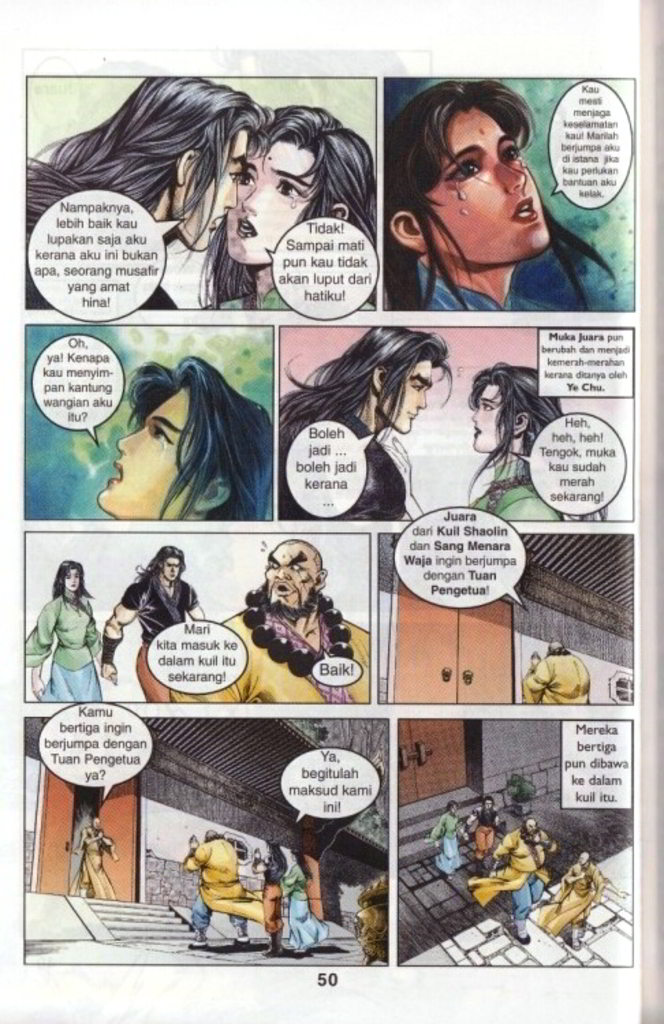 Nampaknya,
lebih baik kau
lupakan saja aku
kerana aku ini bukan
apa, seorang musafir
yang amat
hina!
Tidak!
Sampai mati
pun kau tidak
akan luput dari
hatiku!
Kau
mesti
menjaga
keselamatan
kau! Marilah
berjumpa aku
di istana jika
kau perlukan
bantuan aku
kelak.
Oh,
ya! Kenapa
kau menyim-
pan kantung
wangian aku
itu?
Muka Juara pun
berubah dan menjadi
kemerah-merahan
kerana ditanya oleh
Ye Chu.
Boleh
jadi ...
boleh jadi
kerana
...
Heh,
heh, heh!
Tengok, muka
kau sudah
merah
sekarang!
Mari
kita masuk ke
dalam kuil itu
sekarang!
Baik!
Juara
dari Kuil Shaolin
dan Sang Menara
Waja ingin berjumpa
dengan Tuan
Pengetua!
Kamu
bertiga ingin
berjumpa dengan
Tuan Pengetua
ya?
Ya,
begitulah
maksud kami
ini!
Mereka
bertiga
pun dibawa
ke dalam
kuil itu.
50